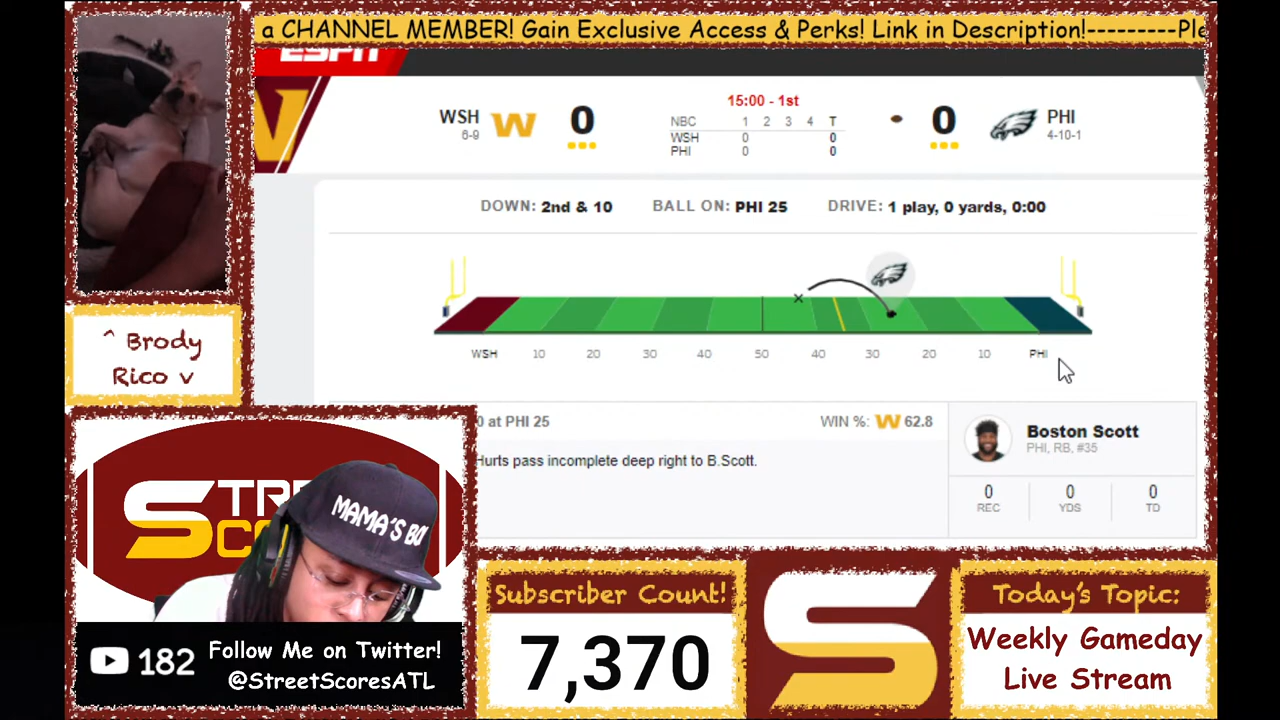 a CHANNEL MEMBER! Gain Exclusive Access & Perks! Link in Description!---------Ple
ESPN
WSH
6-9
W
0
15:00 - 1st
NBC 1 2 3 4 T
WSH 0 0
PHI 0 0
0
PHI
4-10-1
DOWN: 2nd & 10
BALL ON: PHI 25
DRIVE: 1 play, 0 yards, 0:00
WSH 10 20 30 40 50 40 30 20 10 PHI
^ Brody
Rico v
0 at PHI 25
WIN %: W 62.8
Hurts pass incomplete deep right to B.Scott.
Boston Scott
PHI, RB, #35
0 0 0
REC YDS TD
STRE
SCO
MAMA'S BO
182
Follow Me on Twitter!
@StreetScoresATL
Subscriber Count!
7,370
S
Today's Topic:
Weekly Gameday
Live Stream